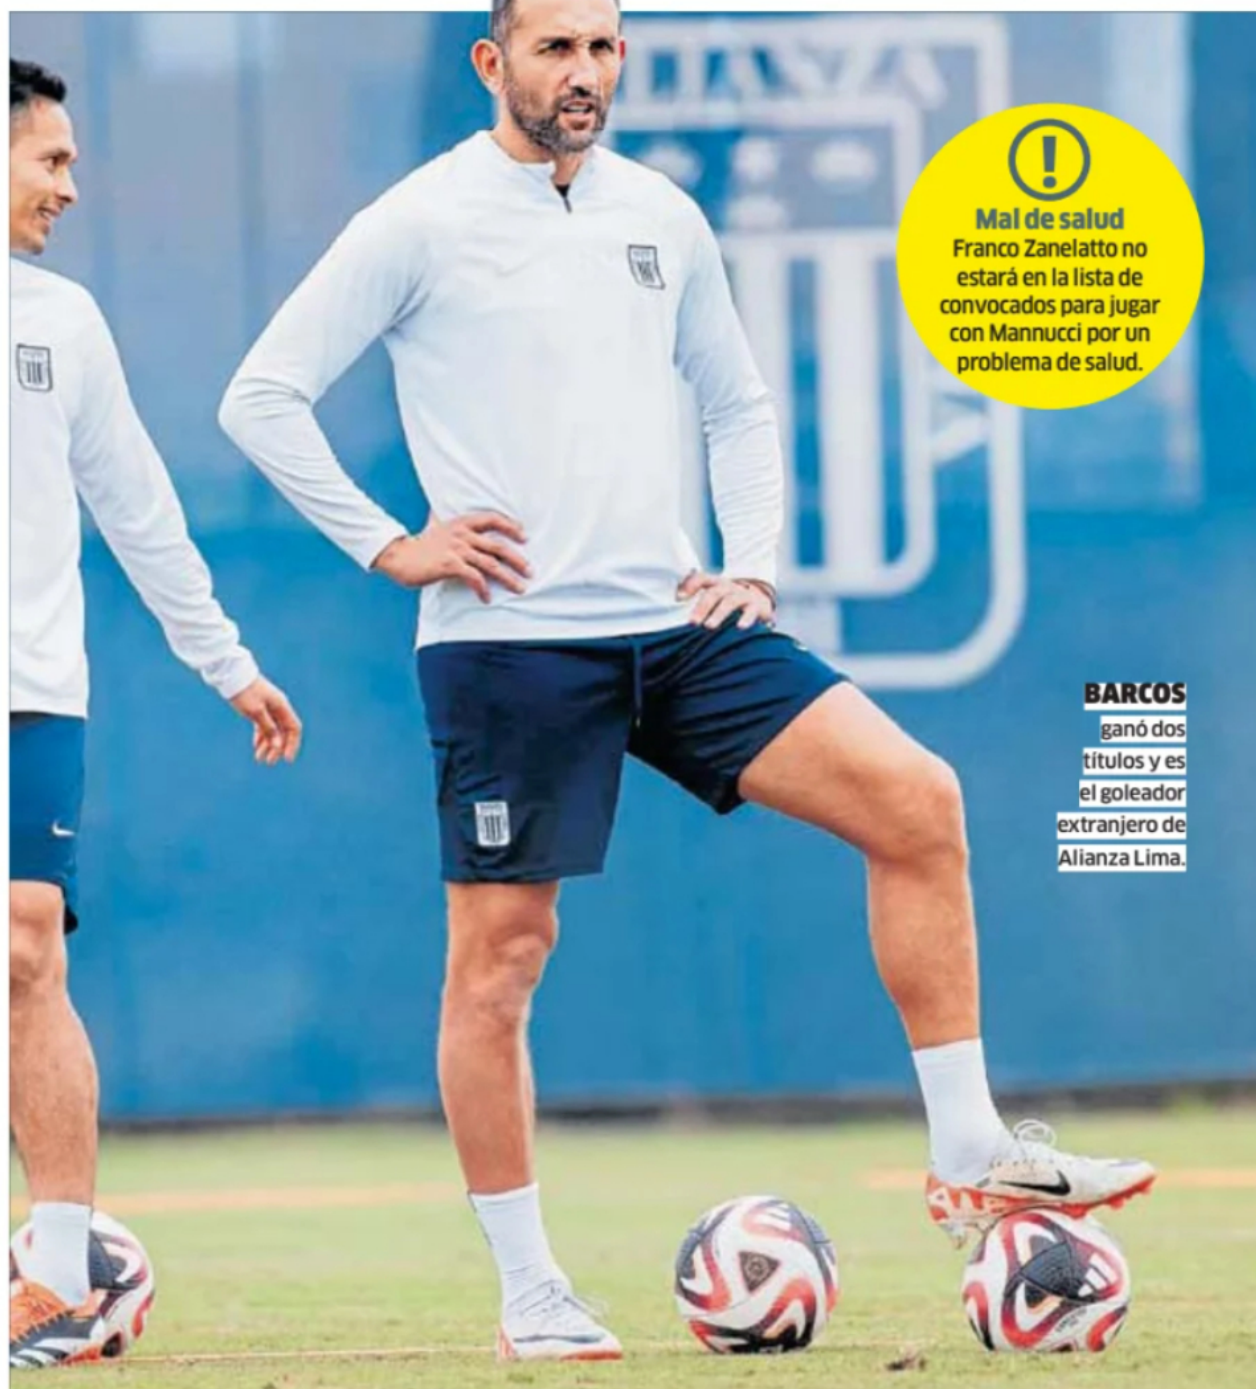 ALIANZA
!
Mal de salud
Franco Zanelatto no
estará en la lista de
convocados para jugar
con Mannucci por un
problema de salud.
BARCOS
ganó dos
títulos y es
el goleador
extranjero de
Alianza Lima.